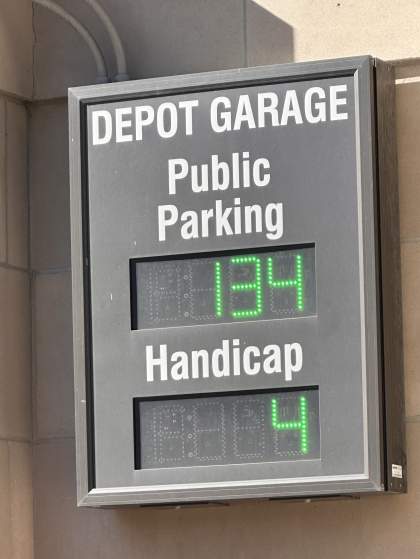 DEPOT GARAGE
Public
Parking
134
Handicap
4